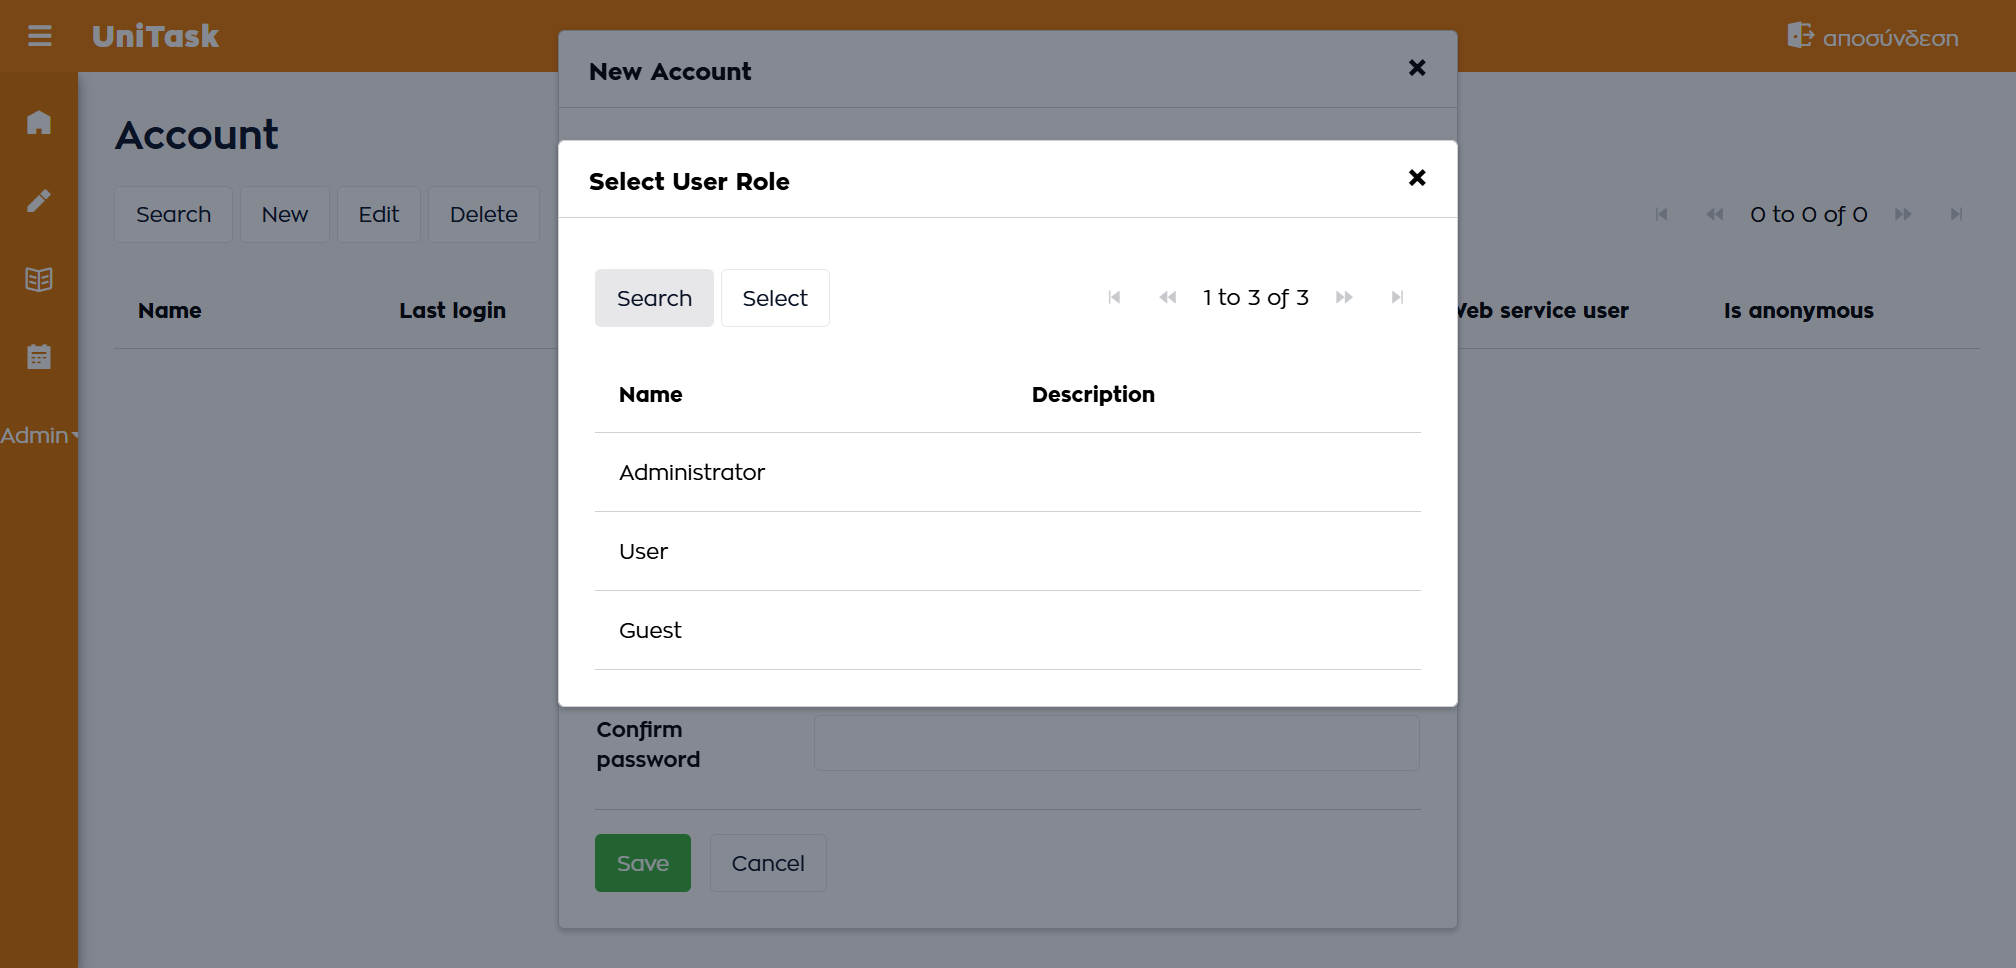 UniTask
αποσύνδεση
New Account
Account
Select User Role
Search New Edit Delete
0 to 0 of 0
Search Select
1 to 3 of 3
Name Last login
Web service user Is anonymous
Name Description
Administrator
Admin
User
Guest
Confirm
password
Save Cancel